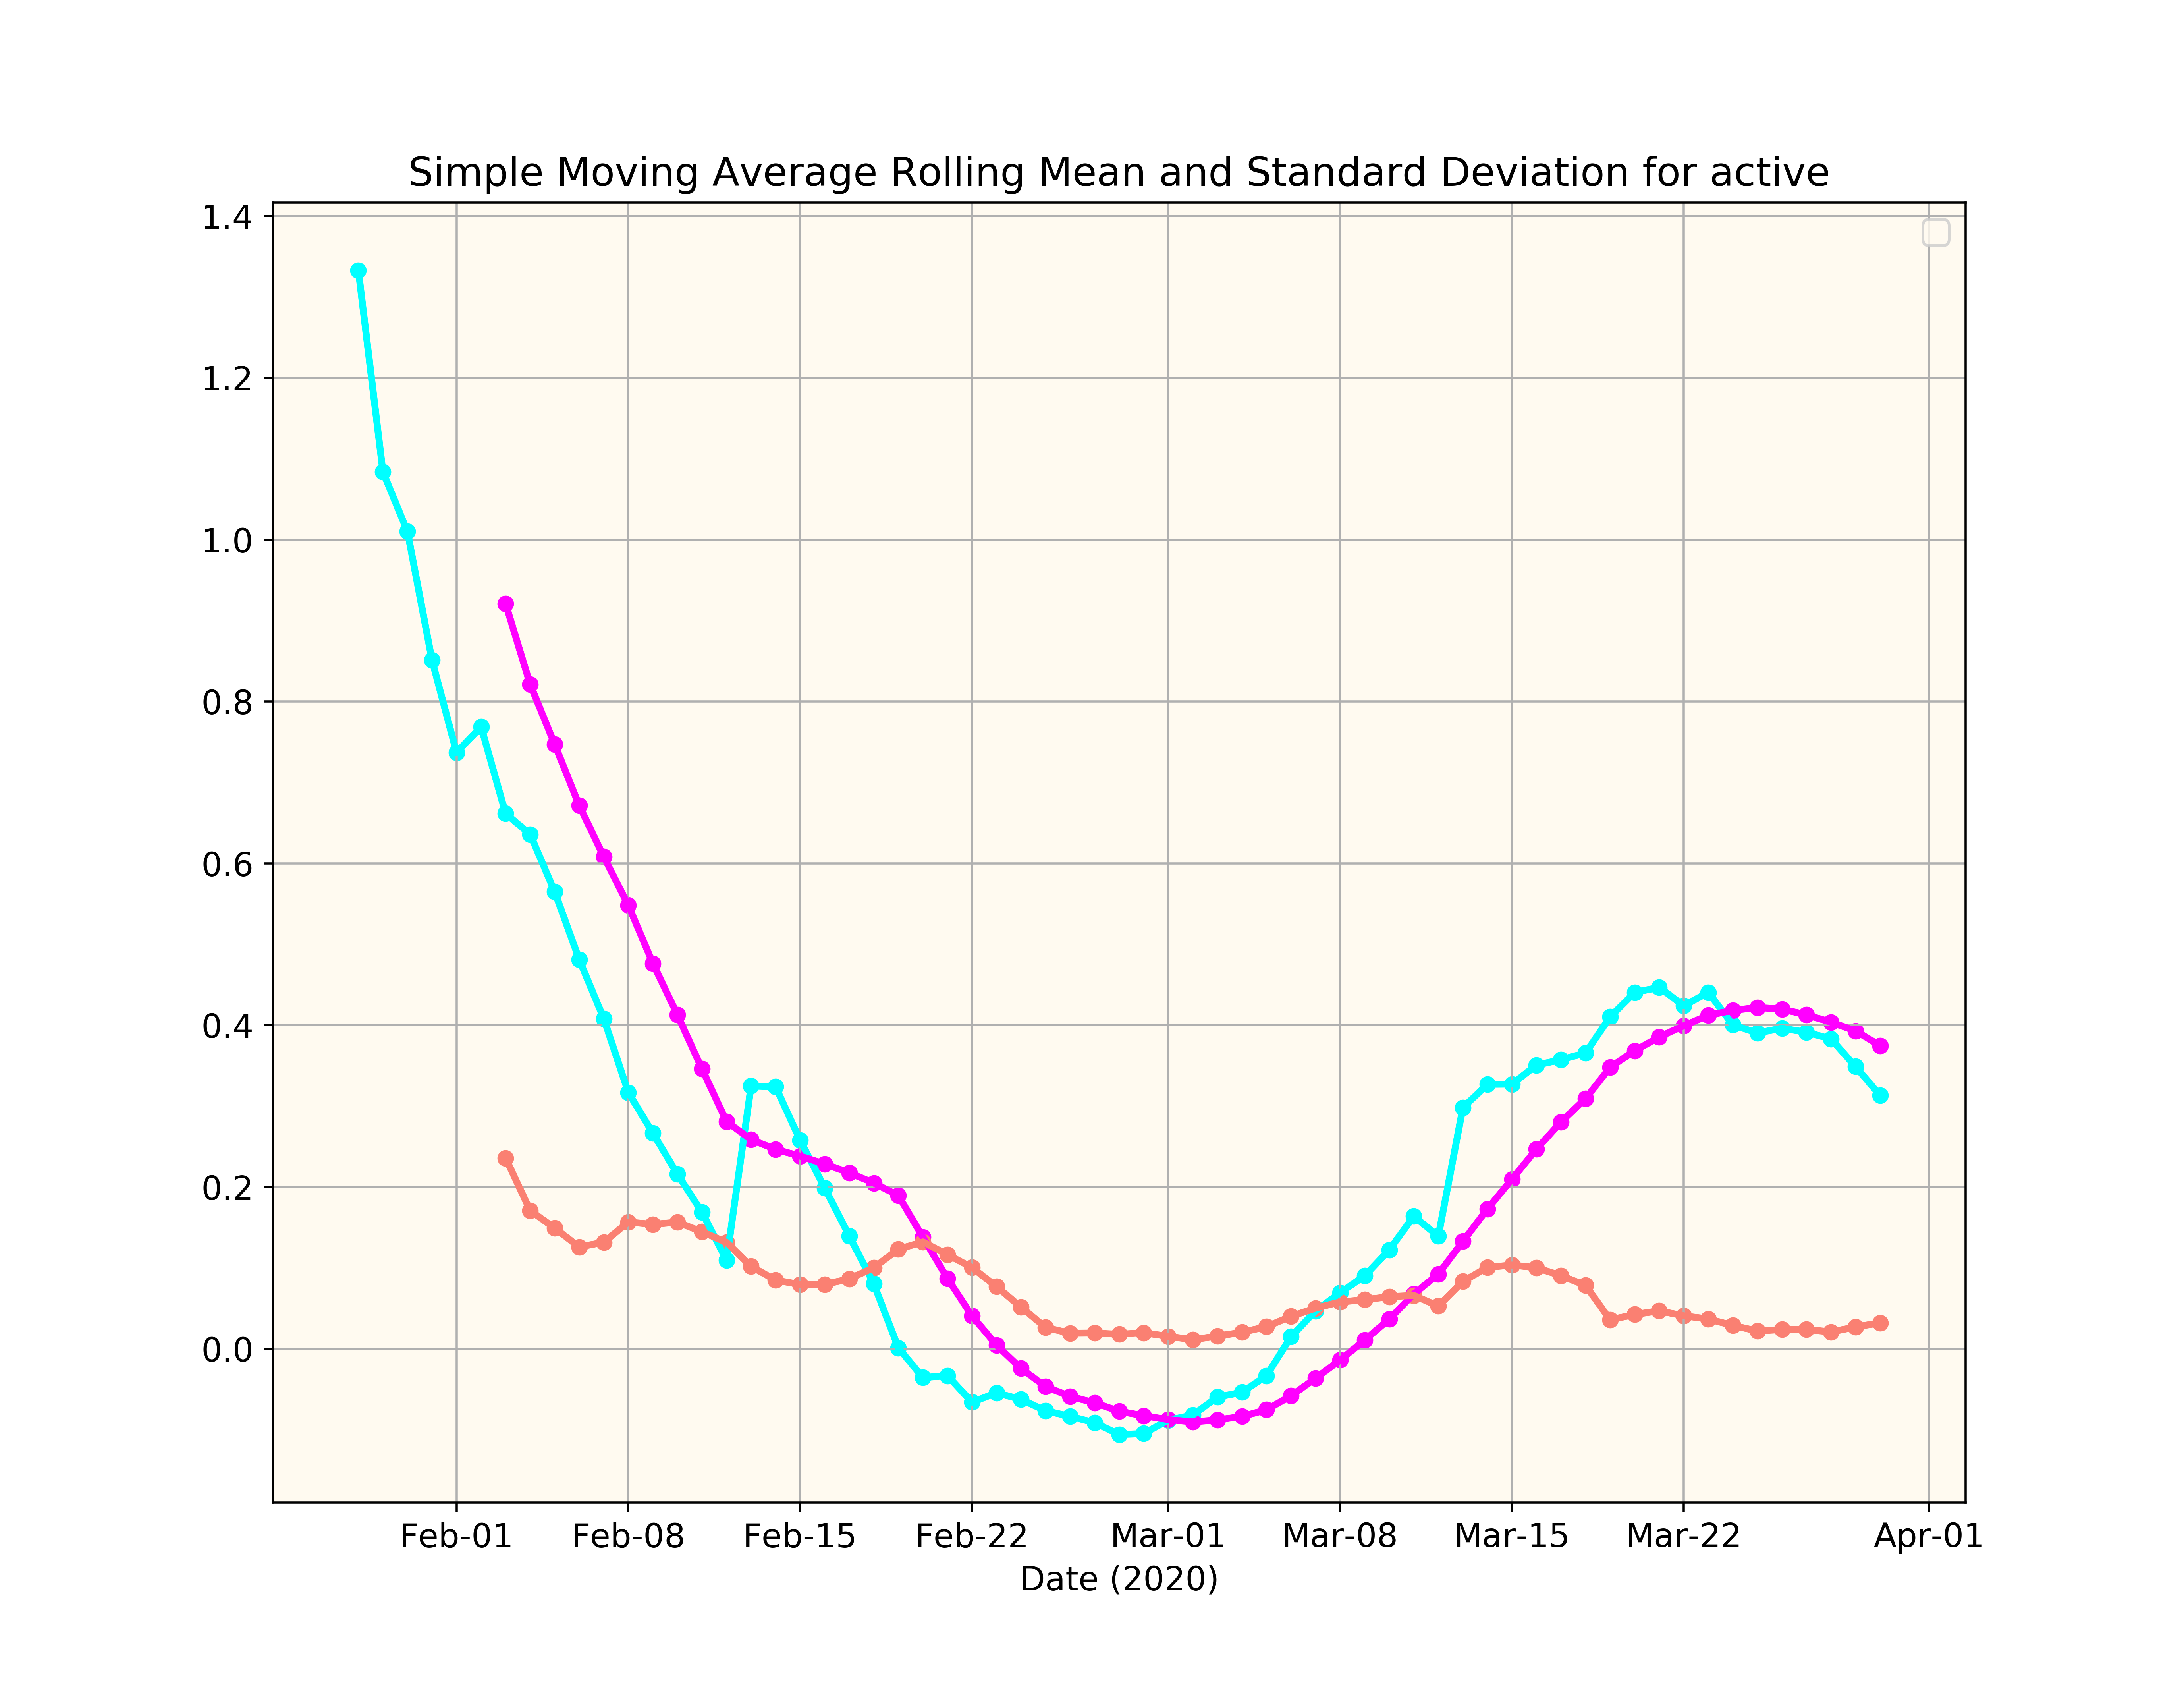 Simple Moving Average Rolling Mean and Standard Deviation for active
1.4
1.2
1.0
0.8
0.6
0.4
0.2
0.0
Feb-01 Feb-08 Feb-15 Feb-22 Mar-01 Mar-08 Mar-15 Mar-22 Apr-01
Date (2020)